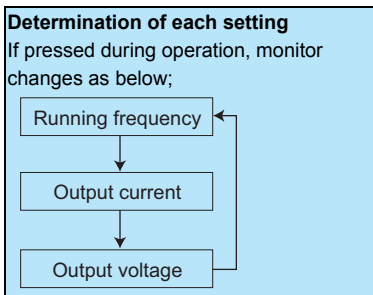 Determination of each setting
If pressed during operation, monitor
changes as below;
Running frequency
Output current
Output voltage